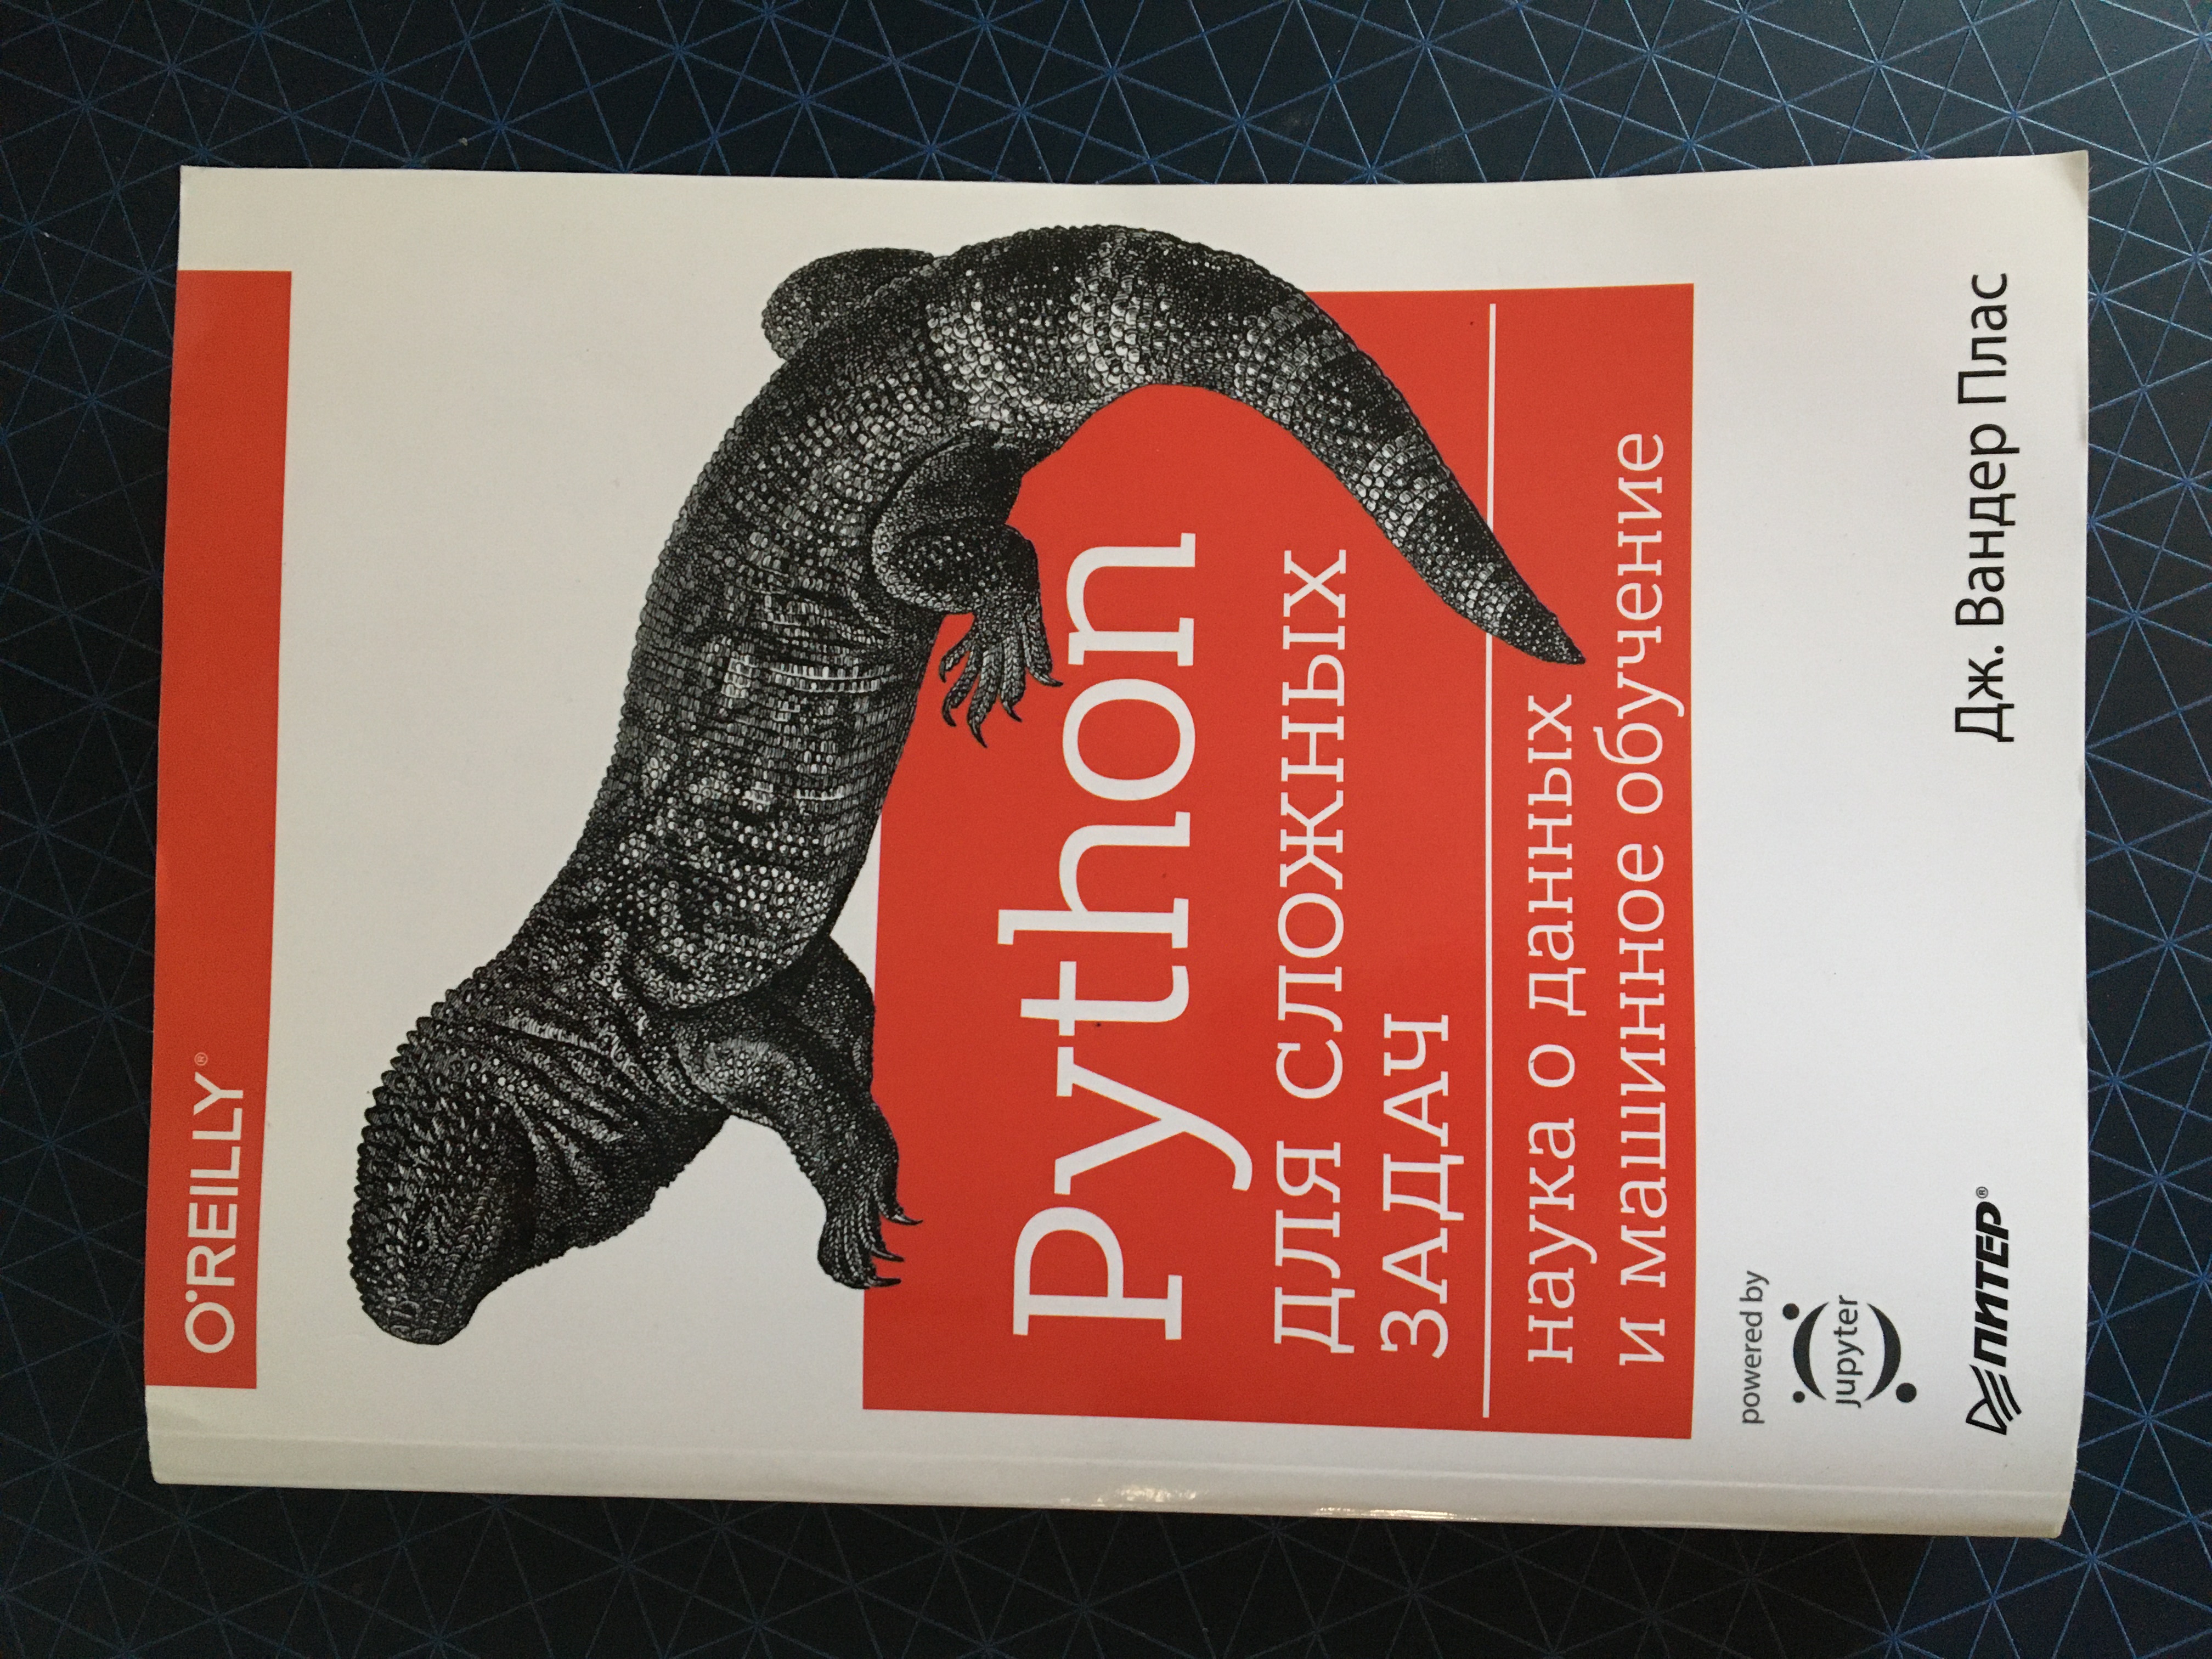 O'REILLY®
Python
для сложных
задач
наука о данных
и машинное обучение
powered by
jupyter
ПИТЕР®
Дж. Вандер Плас